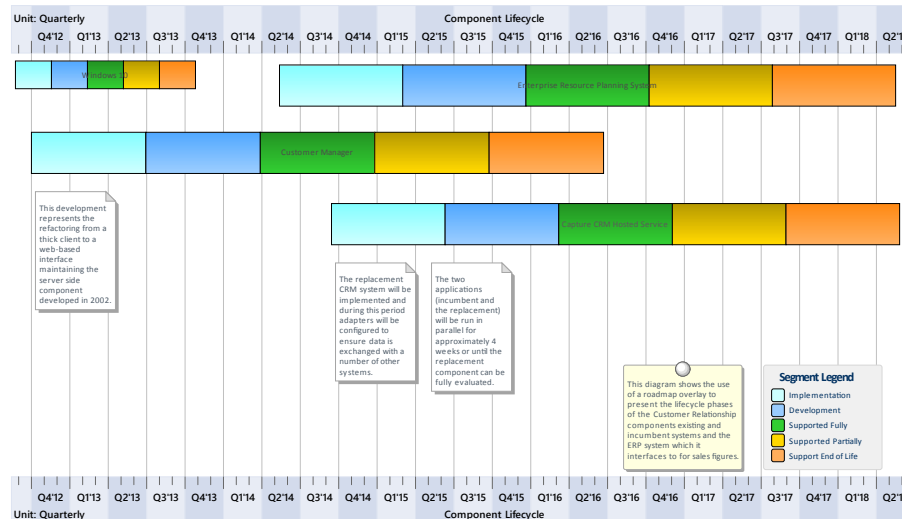 Unit: Quarterly
Component Lifecycle
Q4'12 Q1'13 Q2'13 Q3'13 Q4'13 Q1'14 Q2'14 Q3'14 Q4'14 Q1'15 Q2'15 Q3'15 Q4'15 Q1'16 Q2'16 Q3'16 Q4'16 Q1'17 Q2'17 Q3'17 Q4'17 Q1'18
Windows 10
Enterprise Resource Planning System
Customer Manager
This development
represents the
refactoring from a
thick client to a
web-based
interface
maintaining the
server side
component
developed in 2002.
Capture CRM Hosted Service
The replacement
CRM system will be
implemented and
during this period
adapters will be
configured to
ensure data is
exchanged with a
number of other
systems.
The two
applications
(incumbent and
the replacement)
will be run in
parallel for
approximately 4
weeks or until the
replacement
component can be
fully evaluated.
This diagram shows the use
of a roadmap overlay to
present the lifecycle phases
of the Customer Relationship
components existing and
incumbent systems and the
ERP system which it
interfaces to for sales figures.
Segment Legend
Implementation
Development
Supported Fully
Supported Partially
Support End of Life
Q4'12 Q1'13 Q2'13 Q3'13 Q4'13 Q1'14 Q2'14 Q3'14 Q4'14 Q1'15 Q2'15 Q3'15 Q4'15 Q1'16 Q2'16 Q3'16 Q4'16 Q1'17 Q2'17 Q3'17 Q4'17 Q1'18
Unit: Quarterly
Component Lifecycle